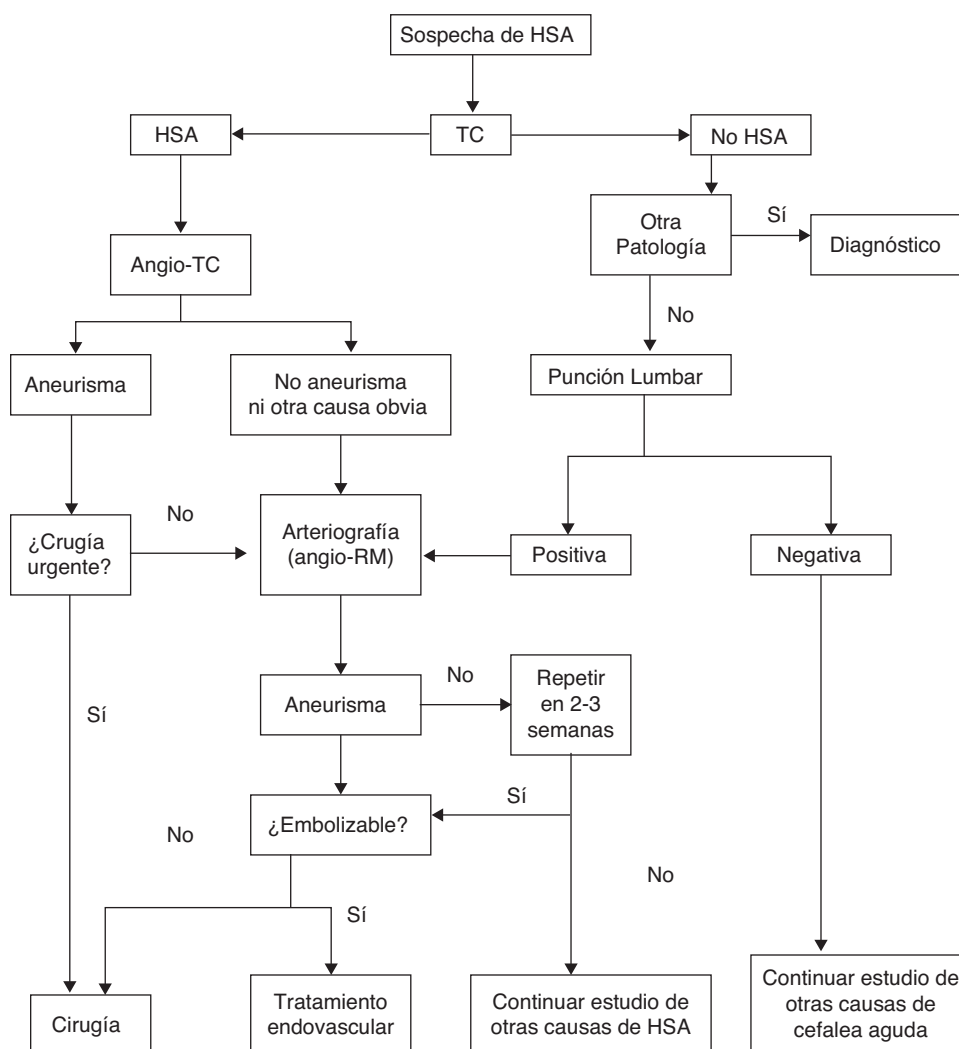 Sospecha de HSA
HSA
TC
No HSA
Otra
Patología
Sí
Diagnóstico
Angio-TC
No
Aneurisma
No aneurisma
ni otra causa obvia
Punción Lumbar
¿Crugía
urgente?
No
Arteriografía
(angio-RM)
Positiva
Negativa
Sí
Aneurisma
No
Repetir
en 2-3
semanas
No
¿Embolizable?
Sí
No
Sí
Cirugía
Tratamiento
endovascular
Continuar estudio de
otras causas de HSA
Continuar estudio de
otras causas de
cefalea aguda